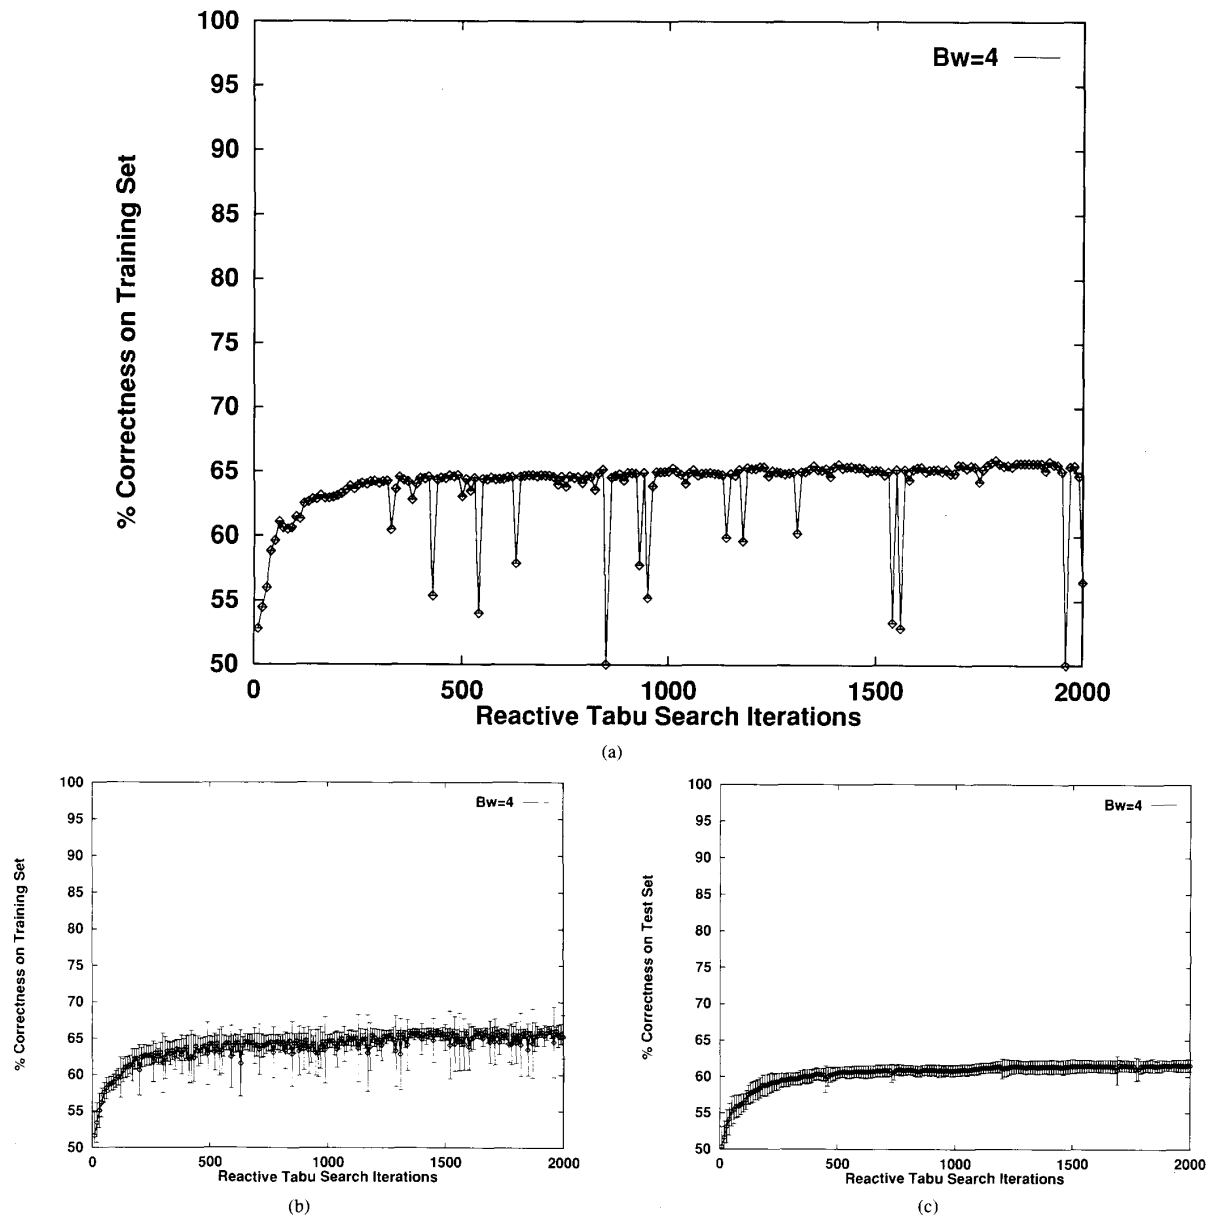 100
95
90
85
80
75
70
65
60
55
50
% Correctness on Training Set
Bw=4
0 500 1000 1500 2000
Reactive Tabu Search Iterations
(a)
100
95
90
85
80
75
70
65
60
55
50
% Correctness on Training Set
Bw=4
0 500 1000 1500 2000
Reactive Tabu Search Iterations
(b)
100
95
90
85
80
75
70
65
60
55
50
% Correctness on Test Set
Bw=4
0 500 1000 1500 2000
Reactive Tabu Search Iterations
(c)